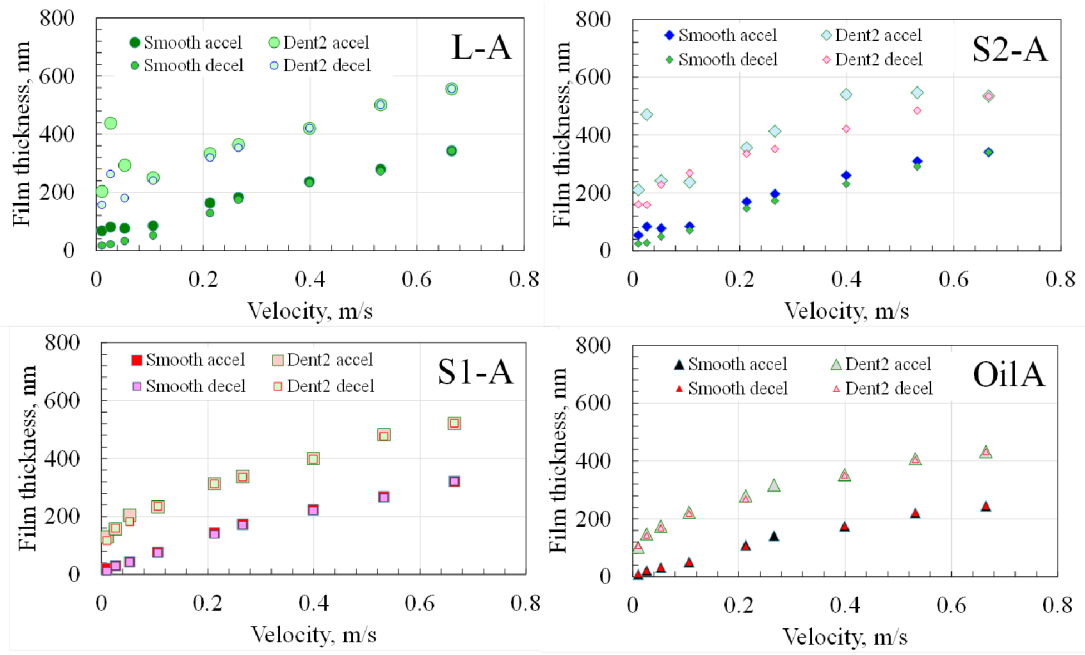 800
600
400
200
0
Film thickness, nm
Smooth accel Dent2 accel
Smooth decel Dent2 decel
L-A
0 0.2 0.4 0.6 0.8
Velocity, m/s
800
600
400
200
0
Film thickness, nm
Smooth accel Dent2 accel
Smooth decel Dent2 decel
S2-A
0 0.2 0.4 0.6 0.8
Velocity, m/s
800
600
400
200
0
Film thickness, nm
Smooth accel Dent2 accel
Smooth decel Dent2 decel
S1-A
0 0.2 0.4 0.6 0.8
Velocity, m/s
800
600
400
200
0
Film thickness, nm
Smooth accel Dent2 accel
Smooth decel Dent2 decel
OilA
0 0.2 0.4 0.6 0.8
Velocity, m/s